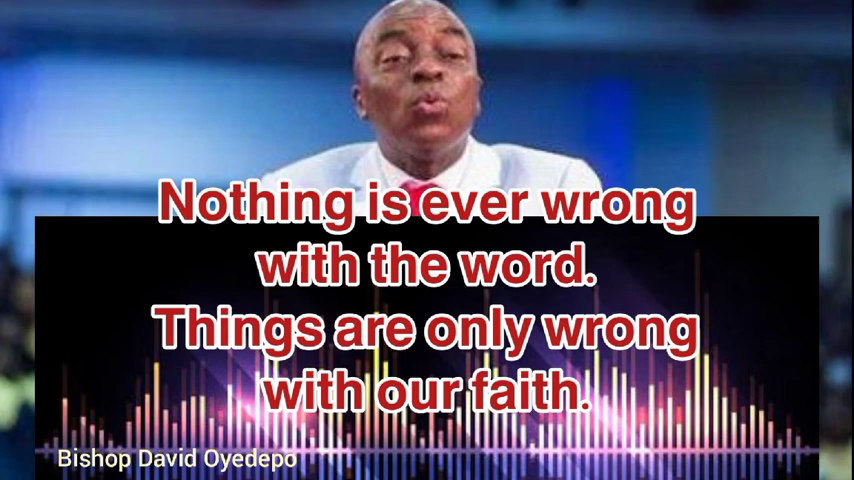 Nothing is ever wrong
with the word.
Things are only wrong
with our faith.
Bishop David Oyedepo